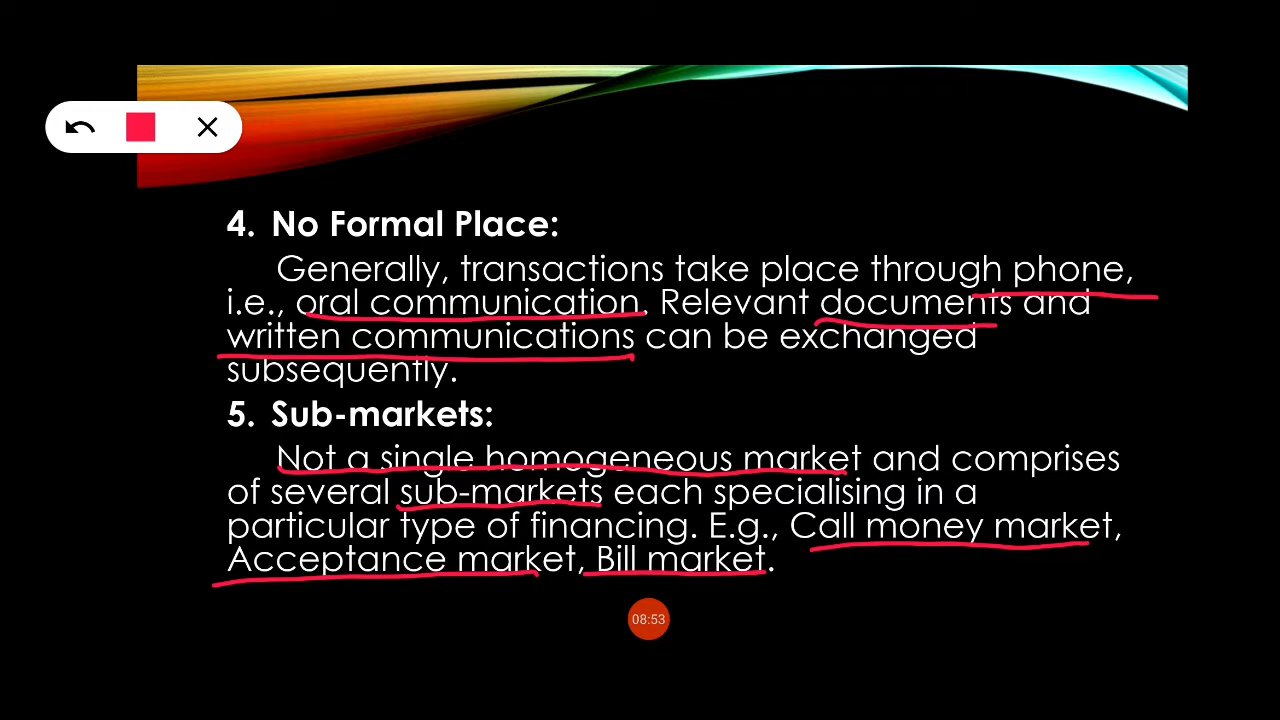 4. No Formal Place:
Generally, transactions take place through phone,
i.e., oral communication. Relevant documents and
written communications can be exchanged
subsequently.
5. Sub-markets:
Not a single homogeneous market and comprises
of several sub-markets each specialising in a
particular type of financing. E.g., Call money market,
Acceptance market, Bill market.
08:53